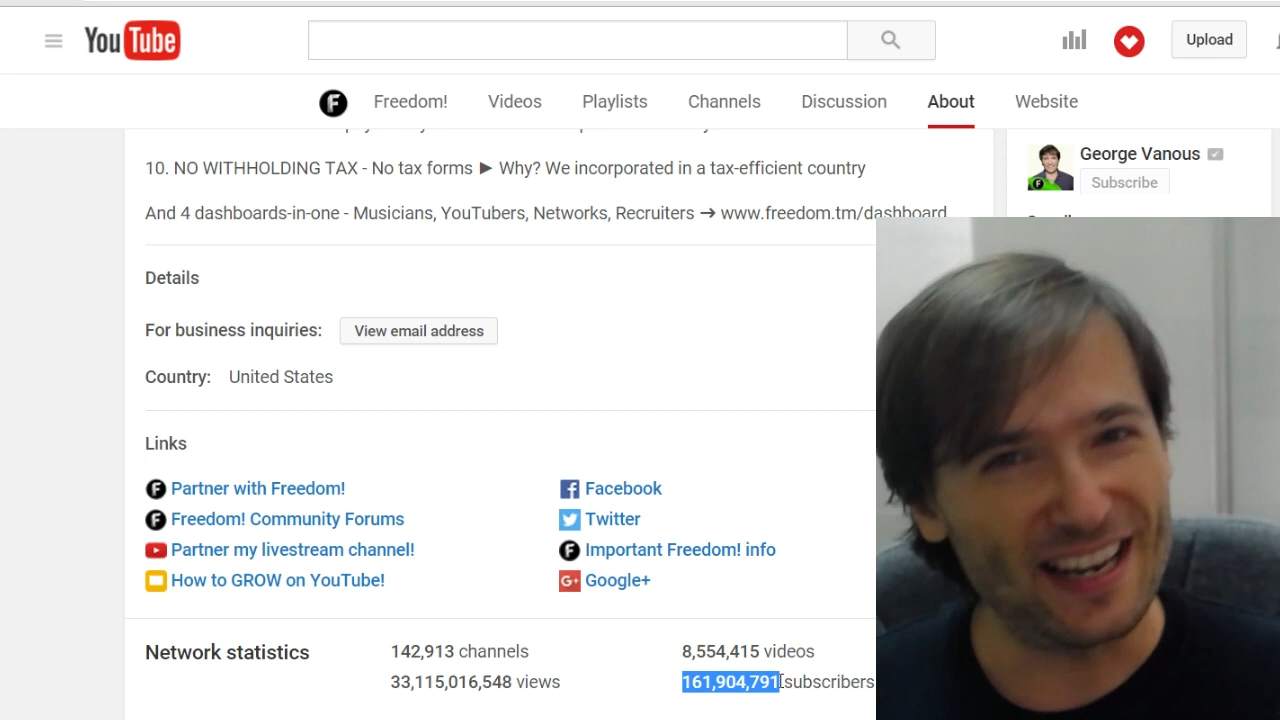 YouTube
Upload
Freedom! Videos Playlists Channels Discussion About Website
10. NO WITHHOLDING TAX - No tax forms ► Why? We incorporated in a tax-efficient country
And 4 dashboards-in-one - Musicians, YouTubers, Networks, Recruiters ➔ www.freedom.tm/dashboard
George Vanous
Subscribe
Details
For business inquiries: View email address
Country: United States
Links
Partner with Freedom! Facebook
Freedom! Community Forums Twitter
Partner my livestream channel! Important Freedom! info
How to GROW on YouTube! Google+
Network statistics 142,913 channels 8,554,415 videos
33,115,016,548 views 161,904,791 subscribers